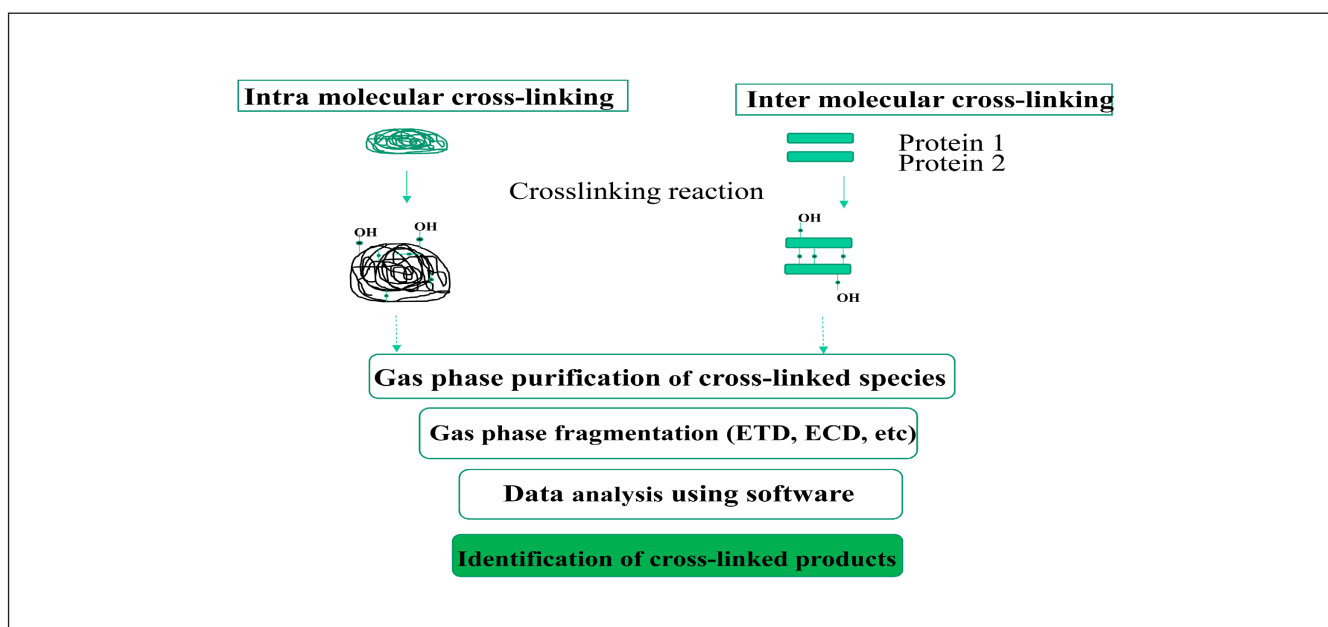 Intra molecular cross-linking
Inter molecular cross-linking
Protein 1
Protein 2
Crosslinking reaction
OH
OH
OH
OH
Gas phase purification of cross-linked species
Gas phase fragmentation (ETD, ECD, etc)
Data analysis using software
Identification of cross-linked products